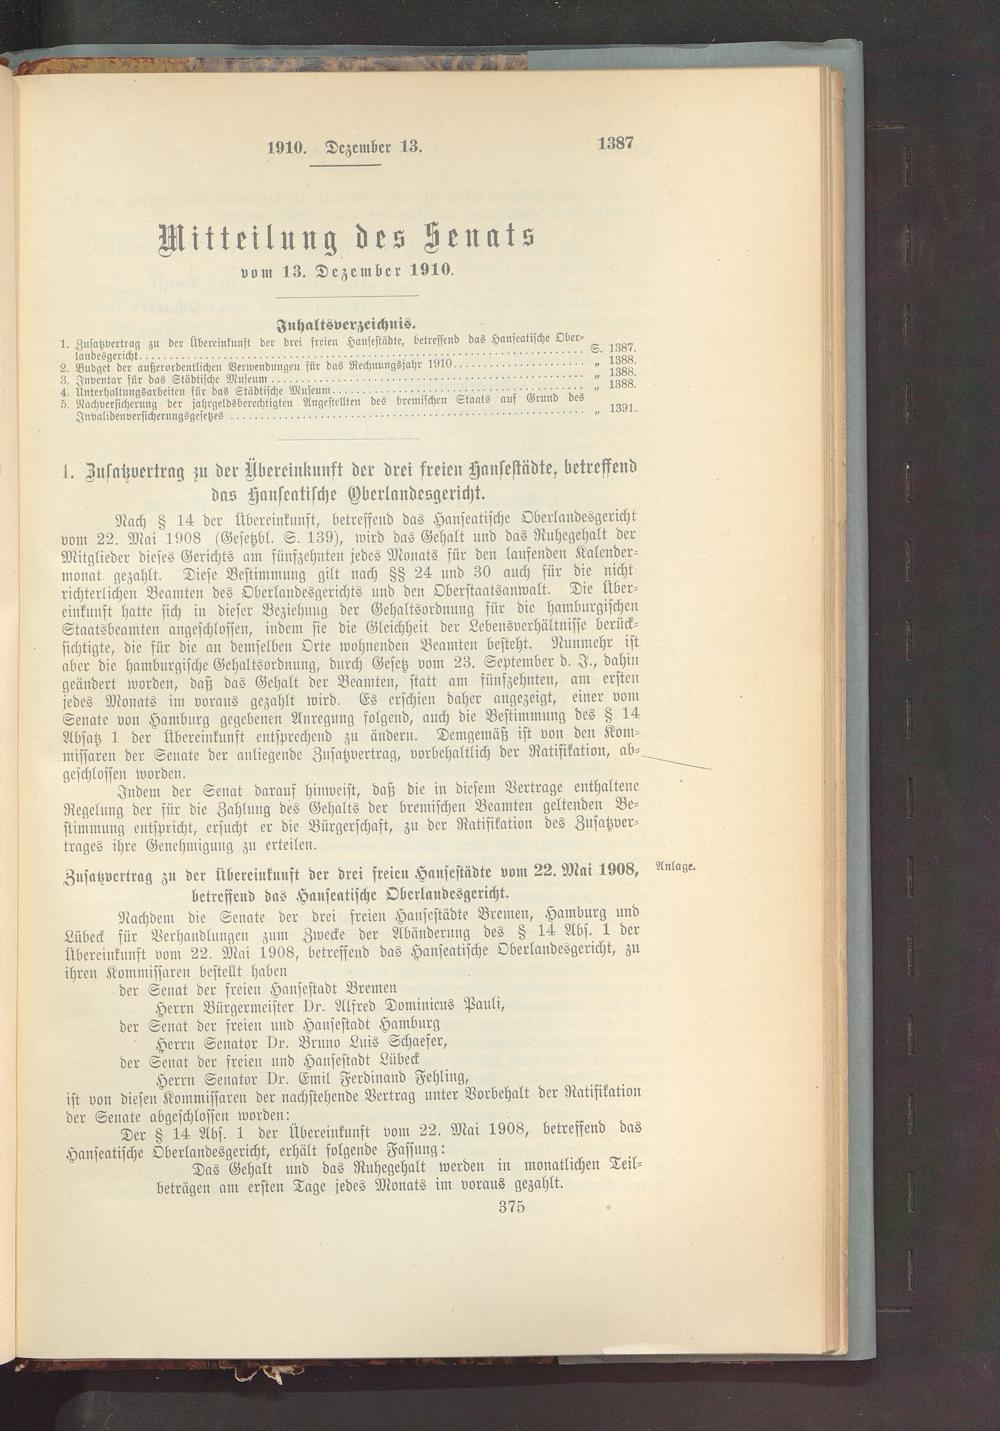 1910. Dezember 13. 1387
Mitteilung des Senats
vom 13. Dezember 1910.
Inhaltsverzeichnis.
1. Zusatzvertrag zu der Übereinkunft der drei freien Hansestädte, betreffend das Hanseatische Ober-
landesgericht. S. 1387.
2. Budget der außerordentlichen Verwendungen für das Rechnungsjahr 1910. „ 1388.
3. Inventar für das Städtische Museum „ 1388.
4. Unterhaltungsarbeiten für das Städtische Museum. „ 1388.
5. Nachversicherung der jahrgeldsberechtigten Angestellten des bremischen Staats auf Grund des
Invalidenversicherungsgesetzes „ 1391.
1. Zusatzvertrag zu der Übereinkunft der drei freien Hansestädte, betreffend
das Hanseatische Oberlandesgericht.
Nach § 14 der Übereinkunft, betreffend das Hanseatische Oberlandesgericht
vom 22. Mai 1908 (Gesetzbl. S. 139), wird das Gehalt und das Ruhegehalt der
Mitglieder dieses Gerichts am fünfzehnten jedes Monats für den laufenden Kalender-
monat gezahlt. Diese Bestimmung gilt nach §§ 24 und 30 auch für die nicht
richterlichen Beamten des Oberlandesgerichts und den Oberstaatsanwalt. Die Über-
einkunft hatte sich in dieser Beziehung der Gehaltsordnung für die hamburgischen
Staatsbeamten angeschlossen, indem sie die Gleichheit der Lebensverhältnisse berück-
sichtigte, die für die an demselben Orte wohnenden Beamten besteht. Nunmehr ist
aber die hamburgische Gehaltsordnung, durch Gesetz vom 23. September d. J., dahin
geändert worden, daß das Gehalt der Beamten, statt am fünfzehnten, am ersten
jedes Monats im voraus gezahlt wird. Es erschien daher angezeigt, einer vom
Senate von Hamburg gegebenen Anregung folgend, auch die Bestimmung des § 14
Absatz 1 der Übereinkunft entsprechend zu ändern. Demgemäß ist von den Kom-
missaren der Senate der anliegende Zusatzvertrag, vorbehaltlich der Ratifikation, ab-
geschlossen worden.
Indem der Senat darauf hinweist, daß die in diesem Vertrage enthaltene
Regelung der für die Zahlung des Gehalts der bremischen Beamten geltenden Be-
stimmung entspricht, ersucht er die Bürgerschaft, zu der Ratifikation des Zusatzver-
trages ihre Genehmigung zu erteilen.
Zusatzvertrag zu der Übereinkunft der drei freien Hansestädte vom 22. Mai 1908, Anlage.
betreffend das Hanseatische Oberlandesgericht.
Nachdem die Senate der drei freien Hansestädte Bremen, Hamburg und
Lübeck für Verhandlungen zum Zwecke der Abänderung des § 14 Abs. 1 der
Übereinkunft vom 22. Mai 1908, betreffend das Hanseatische Oberlandesgericht, zu
ihren Kommissaren bestellt haben
der Senat der freien Hansestadt Bremen
Herrn Bürgermeister Dr. Alfred Dominicus Pauli,
der Senat der freien und Hansestadt Hamburg
Herrn Senator Dr. Bruno Luis Schaefer,
der Senat der freien und Hansestadt Lübeck
Herrn Senator Dr. Emil Ferdinand Fehling,
ist von diesen Kommissaren der nachstehende Vertrag unter Vorbehalt der Ratifikation
der Senate abgeschlossen worden:
Der § 14 Abs. 1 der Übereinkunft vom 22. Mai 1908, betreffend das
Hanseatische Oberlandesgericht, erhält folgende Fassung:
Das Gehalt und das Ruhegehalt werden in monatlichen Teil-
beträgen am ersten Tage jedes Monats im voraus gezahlt.
375